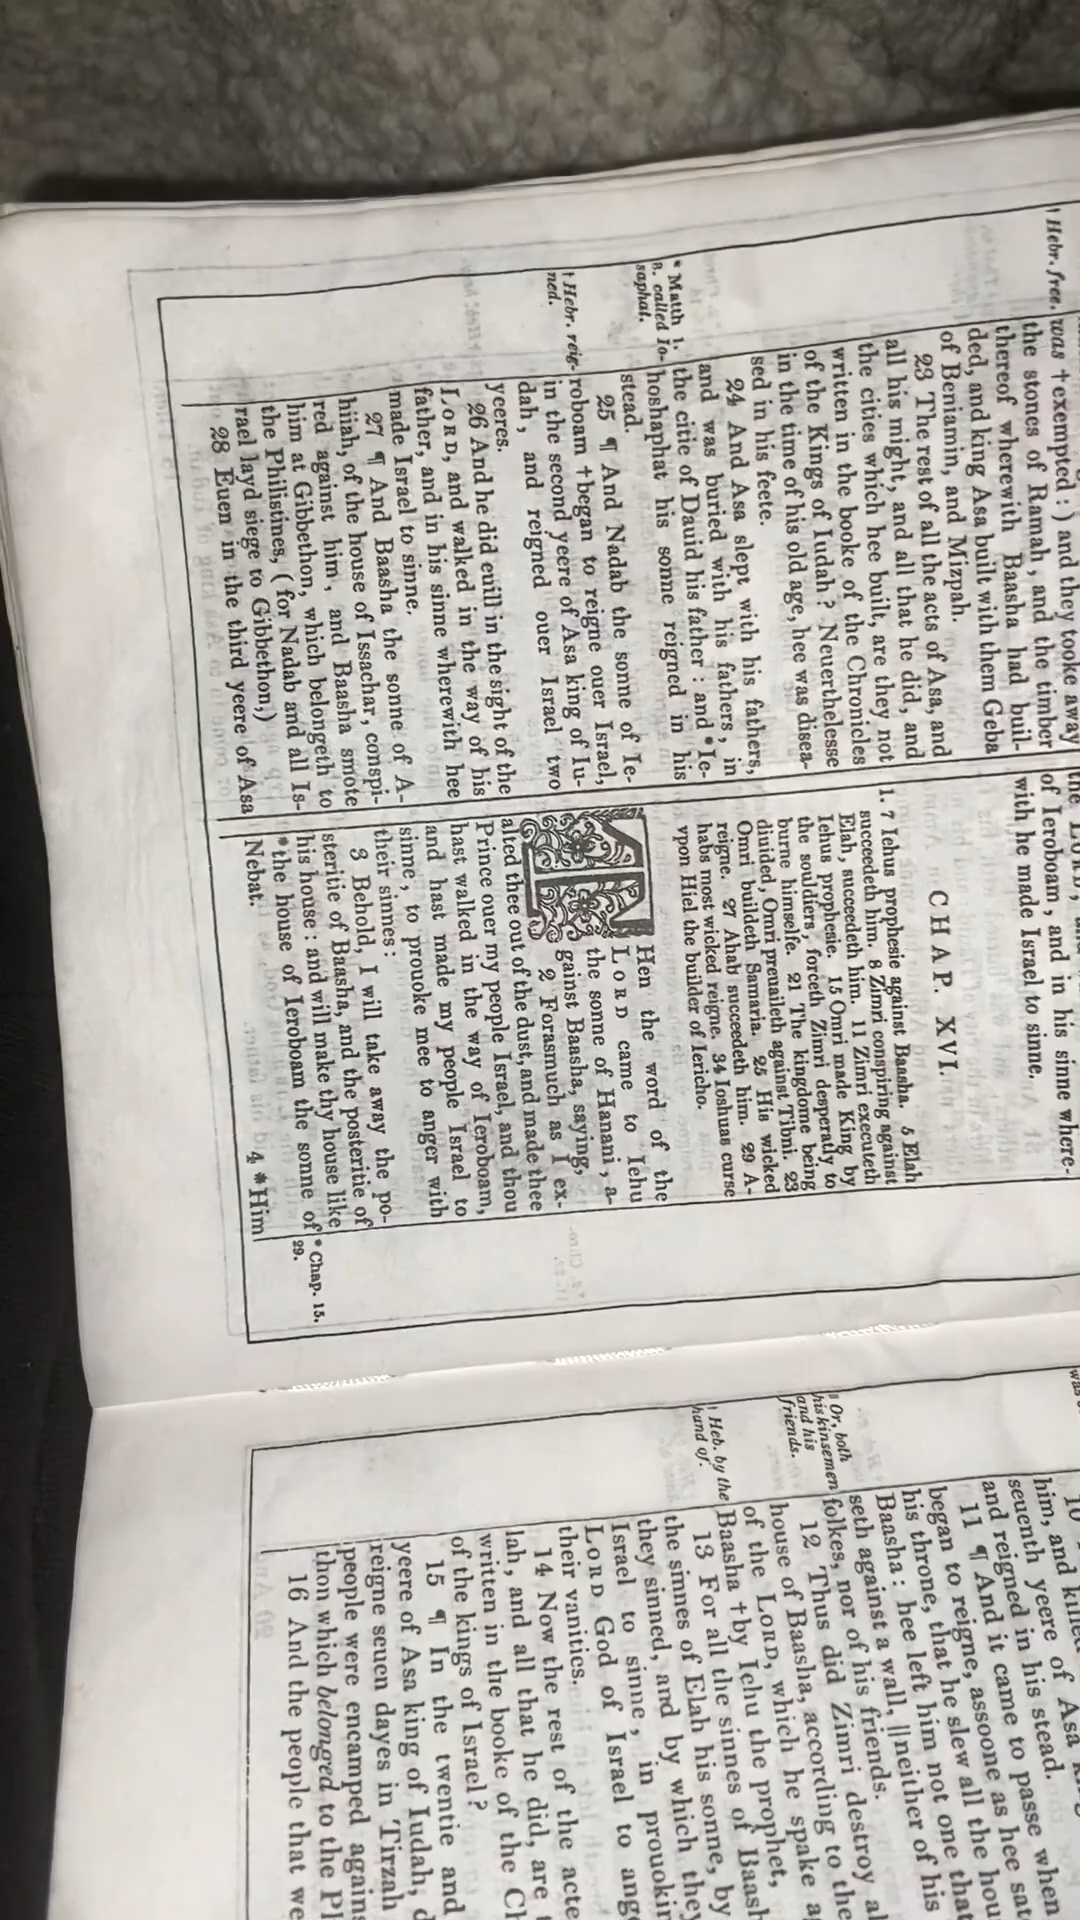 † Hebr. free.
* Matth 1.
8. called Io-
saphat.
† Hebr. reig-
ned.
was †exempted :) and they tooke away
the stones of Ramah, and the timber
thereof wherewith Baasha had buil-
ded, and king Asa built with them Geba
of Beniamin, and Mizpah.
23 The rest of all the acts of Asa, and
all his might, and all that he did, and
the cities which hee built, are they not
written in the booke of the Chronicles
of the Kings of Iudah? Neuerthelesse
in the time of his old age, hee was disea-
sed in his feete.
24 And Asa slept with his fathers,
and was buried with his fathers, in
the citie of Dauid his father : and *Ie-
hoshaphat his sonne reigned in his
stead.
25 ¶ And Nadab the sonne of Ie-
roboam †began to reigne ouer Israel,
in the second yeere of Asa king of Iu-
dah, and reigned ouer Israel two
yeeres.
26 And he did euill in the sight of the
LORD, and walked in the way of his
father, and in his sinne wherewith hee
made Israel to sinne.
27 ¶ And Baasha the sonne of A-
hiiah, of the house of Issachar, conspi-
red against him, and Baasha smote
him at Gibbethon, which belongeth to
the Philistines, (for Nadab and all Is-
rael layd siege to Gibbethon,)
28 Euen in the third yeere of Asa
of Ieroboam, and in his sinne where-
with he made Israel to sinne.
CHAP. XVI.
1. 7 Iehus prophesie against Baasha. 5 Elah
succeedeth him. 8 Zimri conspiring against
Elah, succeedeth him. 11 Zimri executeth
Iehus prophesie. 15 Omri made King by
the souldiers, forceth Zimri desperatly to
burne himselfe. 21 The kingdome being
diuided, Omri preuaileth against Tibni. 23
Omri buildeth Samaria. 25 His wicked
reigne. 27 Ahab succeedeth him. 29 A-
habs most wicked reigne. 34 Ioshuas curse
vpon Hiel the builder of Iericho.
THen the word of the
LORD came to Iehu
the sonne of Hanani, a-
gainst Baasha, saying,
2 Forasmuch as I ex-
alted thee out of the dust, and made thee
Prince ouer my people Israel, and thou
hast walked in the way of Ieroboam,
and hast made my people Israel to
sinne, to prouoke mee to anger with
their sinnes :
3 Behold, I will take away the po-
steritie of Baasha, and the posteritie of
his house : and will make thy house like
*the house of Ieroboam the sonne of
Nebat.
4 *Him
* Chap. 15.
29.
|| Or, both
his kinsemen
and his
friends.
† Heb. by the
hand of.
10
him, and
seuenth yeere of Asa
and reigned in his stead.
11 ¶ And it came to passe when
began to reigne, assoone as hee sat
his throne, that he slew all the
Baasha : hee left him not one that
seth against a wall, ||neither of his
folkes, nor of his friends.
12 Thus did Zimri destroy
house of Baasha, according to the
of the LORD, which he spake
Baasha †by Iehu the prophet,
13 For all the sinnes of
the sinnes of Elah his sonne, by
they sinned, and by which they
Israel to sinne, in
LORD God of Israel to
their vanities.
14 Now the rest of the
lah, and all that he did, are
written in the booke of the
of the kings of Israel?
15 ¶ In the twentie and
yeere of Asa king of Iudah,
reigne seuen dayes in Tirzah
people were encamped
thon which belonged to the
16 And the people that